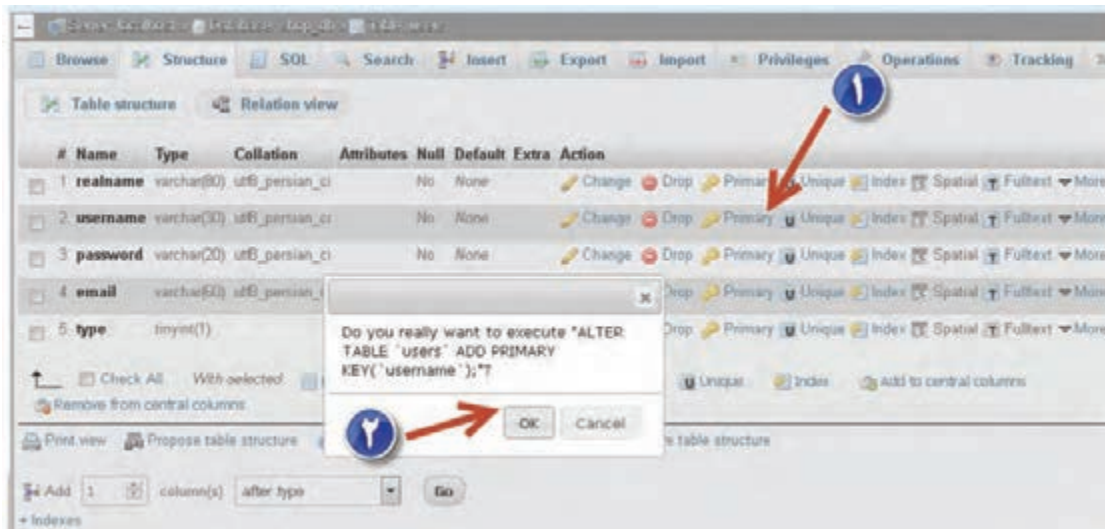 Browse Structure SQL Search Insert Export Import Privileges Operations Tracking
۱
Table structure Relation view
# Name Type Collation Attributes Null Default Extra Action
1 realname varchar(80) utf8_persian_ci No None Change Drop Primary Unique Index Spatial Fulltext More
2 username varchar(30) utf8_persian_ci No None Change Drop Primary Unique Index Spatial Fulltext More
3 password varchar(20) utf8_persian_ci No None Change Drop Primary Unique Index Spatial Fulltext More
4 email varchar(60) utf8_persian_ Drop Primary Unique Index Spatial Fulltext More
5 type tinyint(1) Drop Primary Unique Index Spatial Fulltext More
Do you really want to execute "ALTER
TABLE `users` ADD PRIMARY
KEY(`username`);"?
OK Cancel
۲
Check All With selected Unique Index Add to central columns
Remove from central columns
Print view Propose table structure table structure
Add 1 column(s) after type Go
+ Indexes